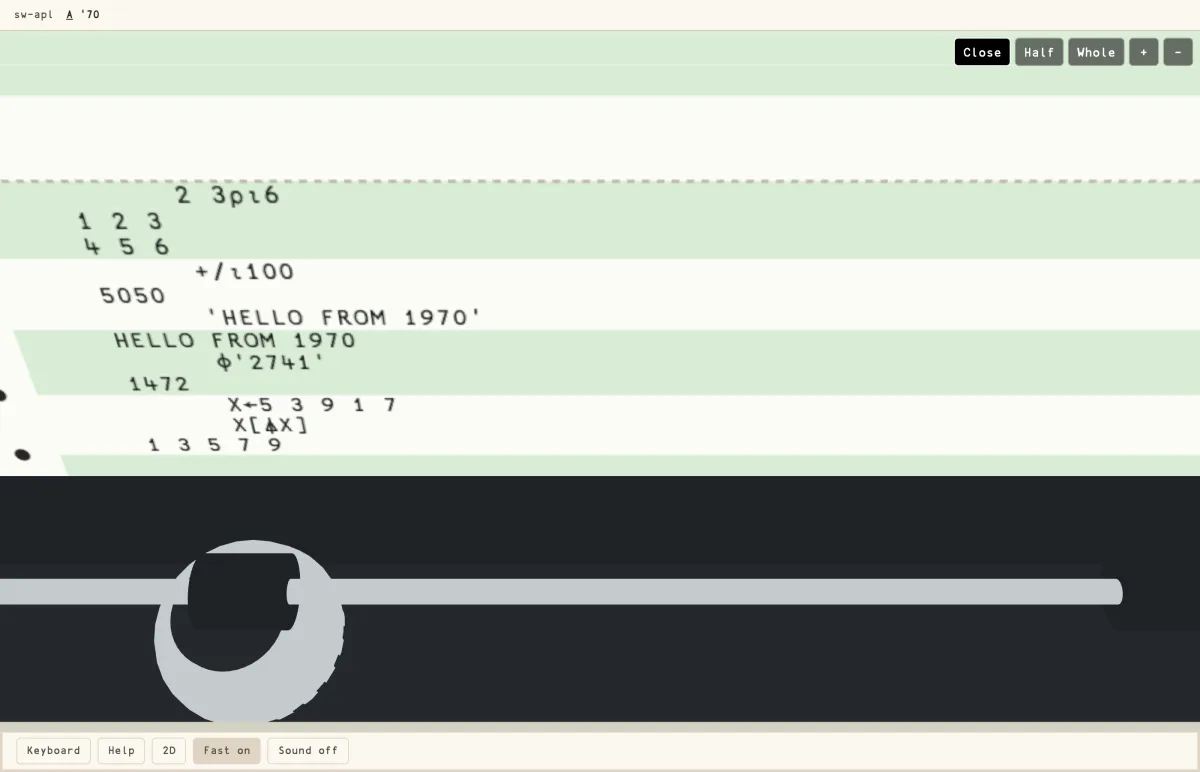 sw-apl A̲ '70
Close Half Whole + -
2 3⍴⍳6
1 2 3
4 5 6
+/⍳100
5050
'HELLO FROM 1970'
HELLO FROM 1970
⌽'2741'
1472
X←5 3 9 1 7
X[⍋X]
1 3 5 7 9
Keyboard Help 2D Fast on Sound off